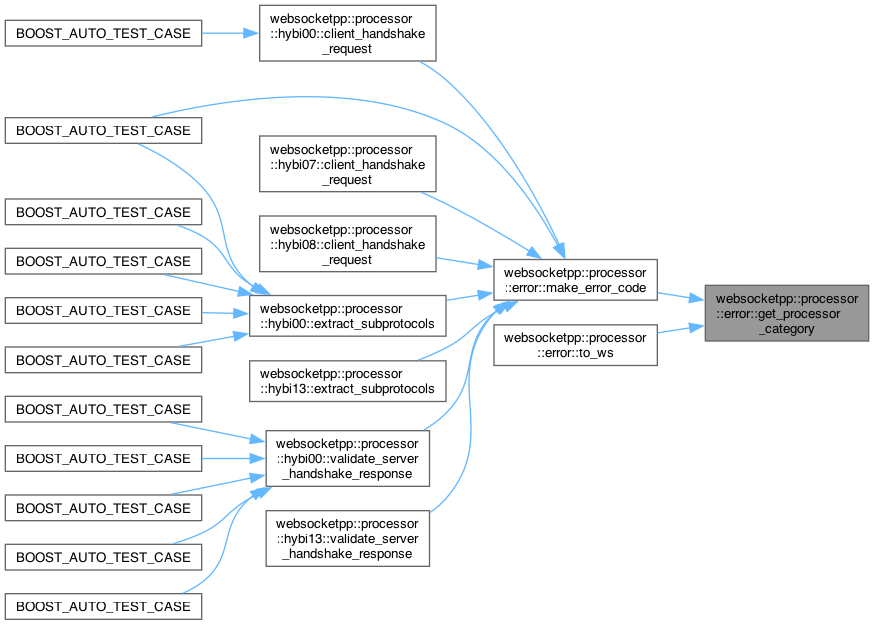 BOOST_AUTO_TEST_CASE
websocketpp::processor
::hybi00::client_handshake
_request
BOOST_AUTO_TEST_CASE
websocketpp::processor
::hybi07::client_handshake
_request
BOOST_AUTO_TEST_CASE
websocketpp::processor
::hybi08::client_handshake
_request
BOOST_AUTO_TEST_CASE
BOOST_AUTO_TEST_CASE
BOOST_AUTO_TEST_CASE
websocketpp::processor
::hybi00::extract_subprotocols
websocketpp::processor
::hybi13::extract_subprotocols
websocketpp::processor
::error::make_error_code
websocketpp::processor
::error::to_ws
websocketpp::processor
::error::get_processor
_category
BOOST_AUTO_TEST_CASE
BOOST_AUTO_TEST_CASE
websocketpp::processor
::hybi00::validate_server
_handshake_response
BOOST_AUTO_TEST_CASE
BOOST_AUTO_TEST_CASE
websocketpp::processor
::hybi13::validate_server
_handshake_response
BOOST_AUTO_TEST_CASE